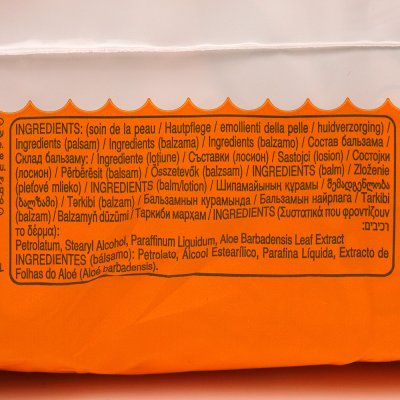 INGREDIENTS: (soin de la peau / Hautpflege / emollienti della pelle / huidverzorging) /
Ingredients (palsam) / Ingredients (balzama) / Ingredients (balzamo) / Состав бальзама /
Склад бальзаму: / Ingrediente (loțiune) / Съставки (лосион) / Sastojci (losion) / Состојки
(лосион) / Përbërësit (balsam) / Összetevők (balzsam) / INGREDIENTS (balm) / Zloženie
(pleťové mlieko) / INGREDIENTS (balm/lotion) / Шипамайының құрамы / შემადგენლობა
(ბალზამი) / Tərkibi (balzam) / Бальзамнын курамында / Бальзамын найрлага / Tarkibi
(balzam) / Balzamyň düzümi / Таркиби марҳам / INGREDIENTS (Συστατικά που φροντίζουν
το δέρμα): רכיבים:
Petrolatum, Stearyl Alcohol, Paraffinum Liquidum, Aloe Barbadensis Leaf Extract
INGREDIENTES (bálsamo): Petrolato, Álcool Estearílico, Parafina Líquida, Extracto de
Folhas do Aloé (Aloé barbadensis).